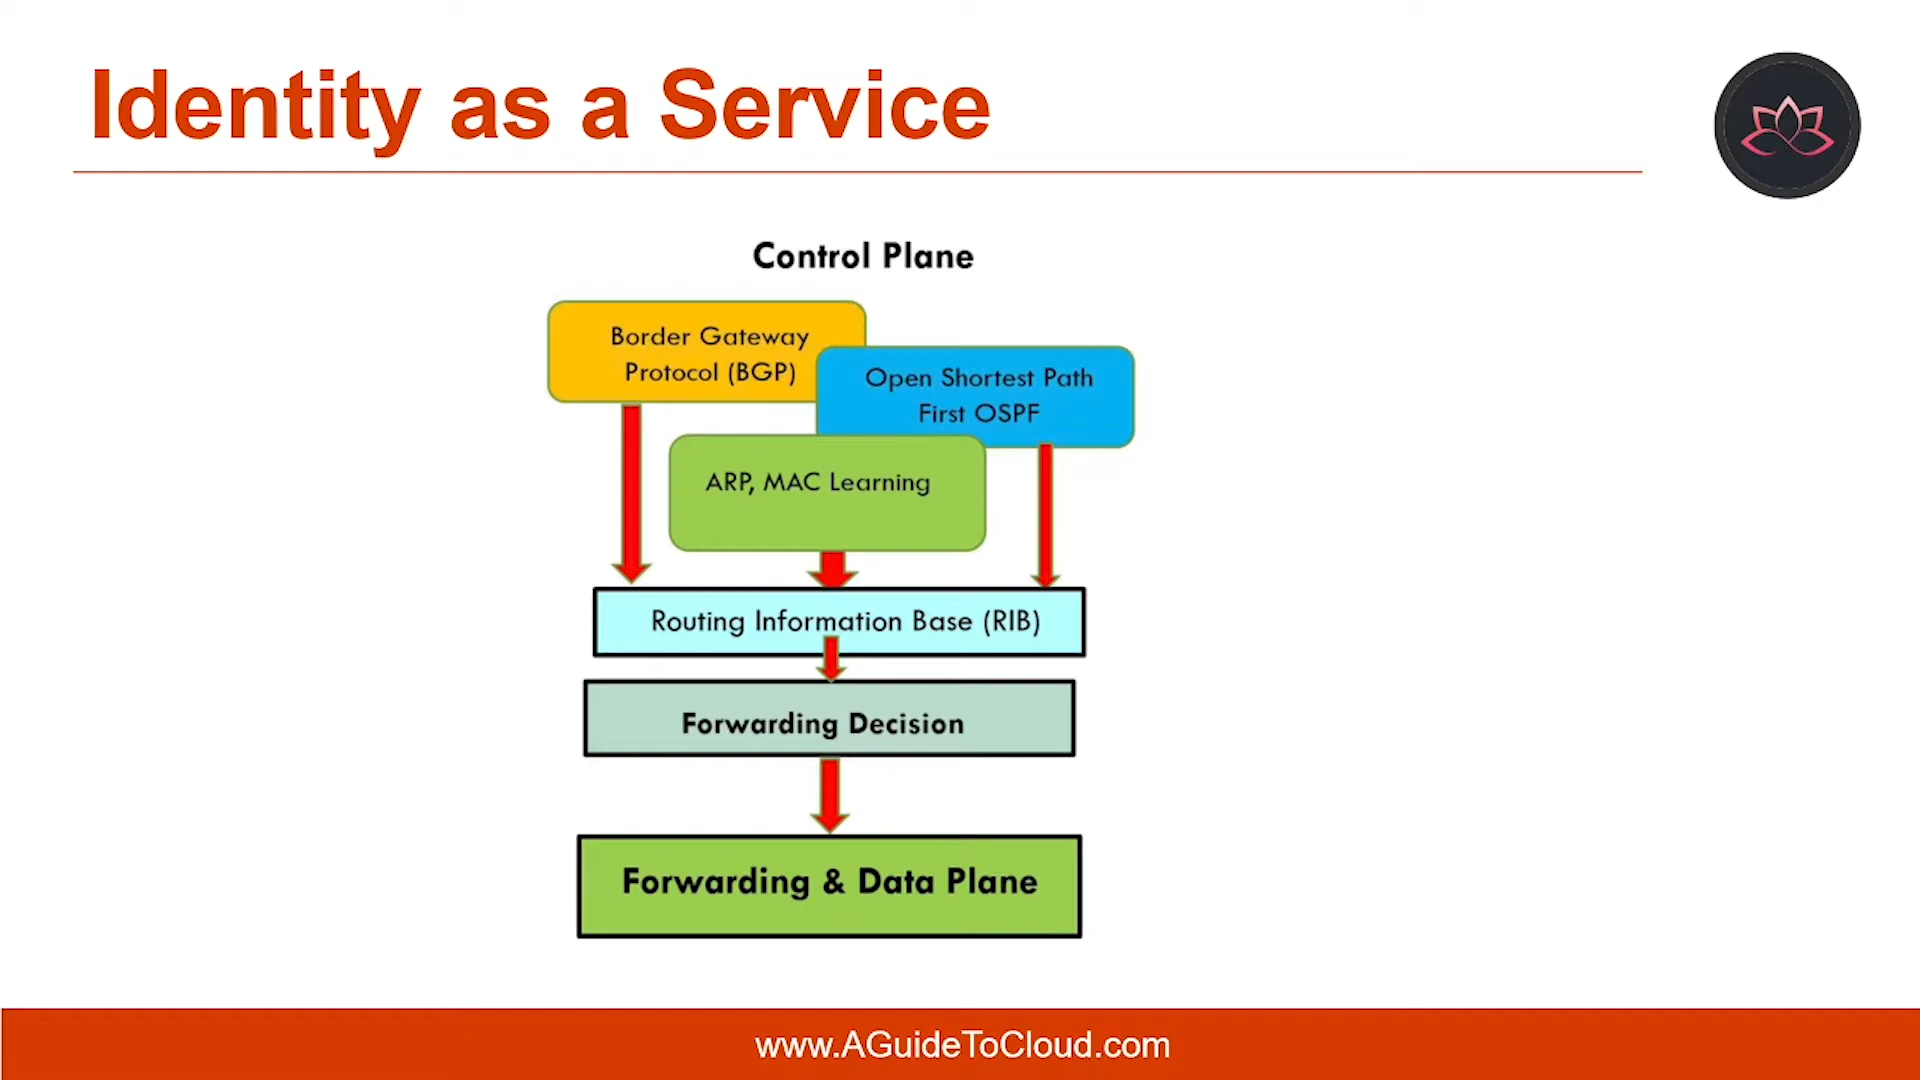 Identity as a Service
Control Plane
Border Gateway
Protocol (BGP)
Open Shortest Path
First OSPF
ARP, MAC Learning
Routing Information Base (RIB)
Forwarding Decision
Forwarding & Data Plane
www.AGuideToCloud.com